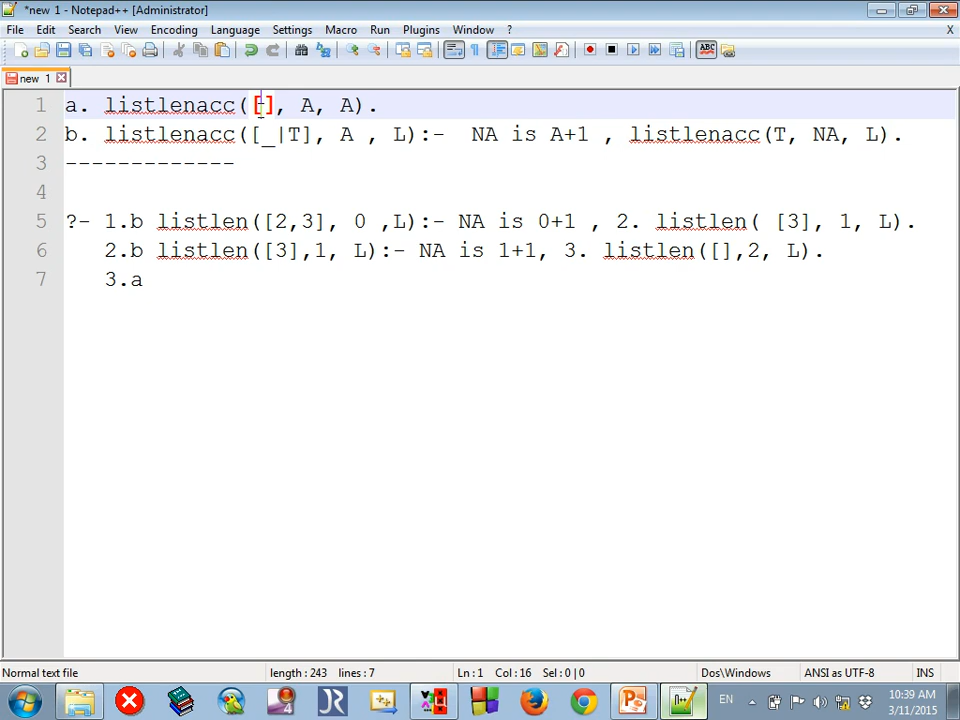 *new 1 - Notepad++ [Administrator]
File Edit Search View Encoding Language Settings Macro Run Plugins Window ? X
new 1
1 a. listlenacc([], A, A).
2 b. listlenacc([_|T], A , L):-  NA is A+1 , listlenacc(T, NA, L).
3 -------------
4
5 ?- 1.b listlen([2,3], 0 ,L):- NA is 0+1 , 2. listlen( [3], 1, L).
6 2.b listlen([3],1, L):- NA is 1+1, 3. listlen([],2, L).
7 3.a
Normal text file length : 243 lines : 7 Ln : 1 Col : 16 Sel : 0 | 0 Dos\Windows ANSI as UTF-8 INS
EN 10:39 AM
3/11/2015